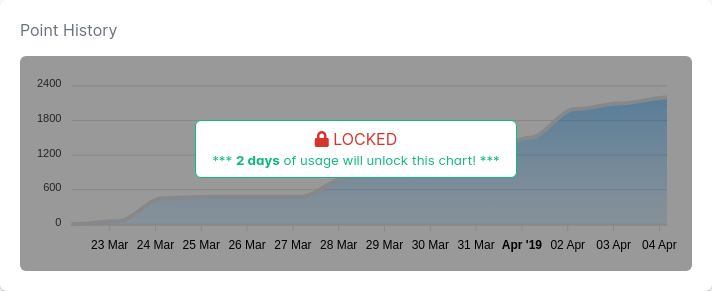 Point History
2400
1800
1200
600
0
LOCKED
*** 2 days of usage will unlock this chart! ***
23 Mar 24 Mar 25 Mar 26 Mar 27 Mar 28 Mar 29 Mar 30 Mar 31 Mar Apr '19 02 Apr 03 Apr 04 Apr